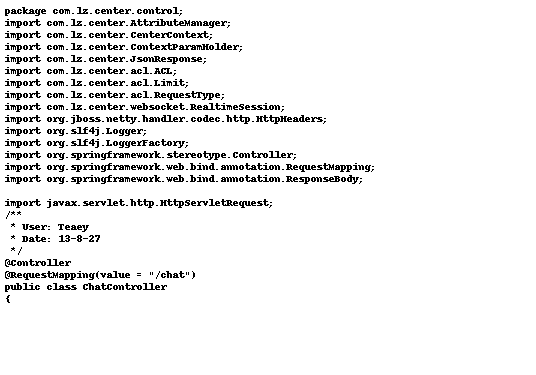 package com.lz.center.control;
import com.lz.center.AttributeManager;
import com.lz.center.CenterContext;
import com.lz.center.ContextParamHolder;
import com.lz.center.JsonResponse;
import com.lz.center.acl.ACL;
import com.lz.center.acl.Limit;
import com.lz.center.acl.RequestType;
import com.lz.center.websocket.RealtimeSession;
import org.jboss.netty.handler.codec.http.HttpHeaders;
import org.slf4j.Logger;
import org.slf4j.LoggerFactory;
import org.springframework.stereotype.Controller;
import org.springframework.web.bind.annotation.RequestMapping;
import org.springframework.web.bind.annotation.ResponseBody;
import javax.servlet.http.HttpServletRequest;
/**
 * User: Teaey
 * Date: 13-8-27
 */
@Controller
@RequestMapping(value = "/chat")
public class ChatController
{